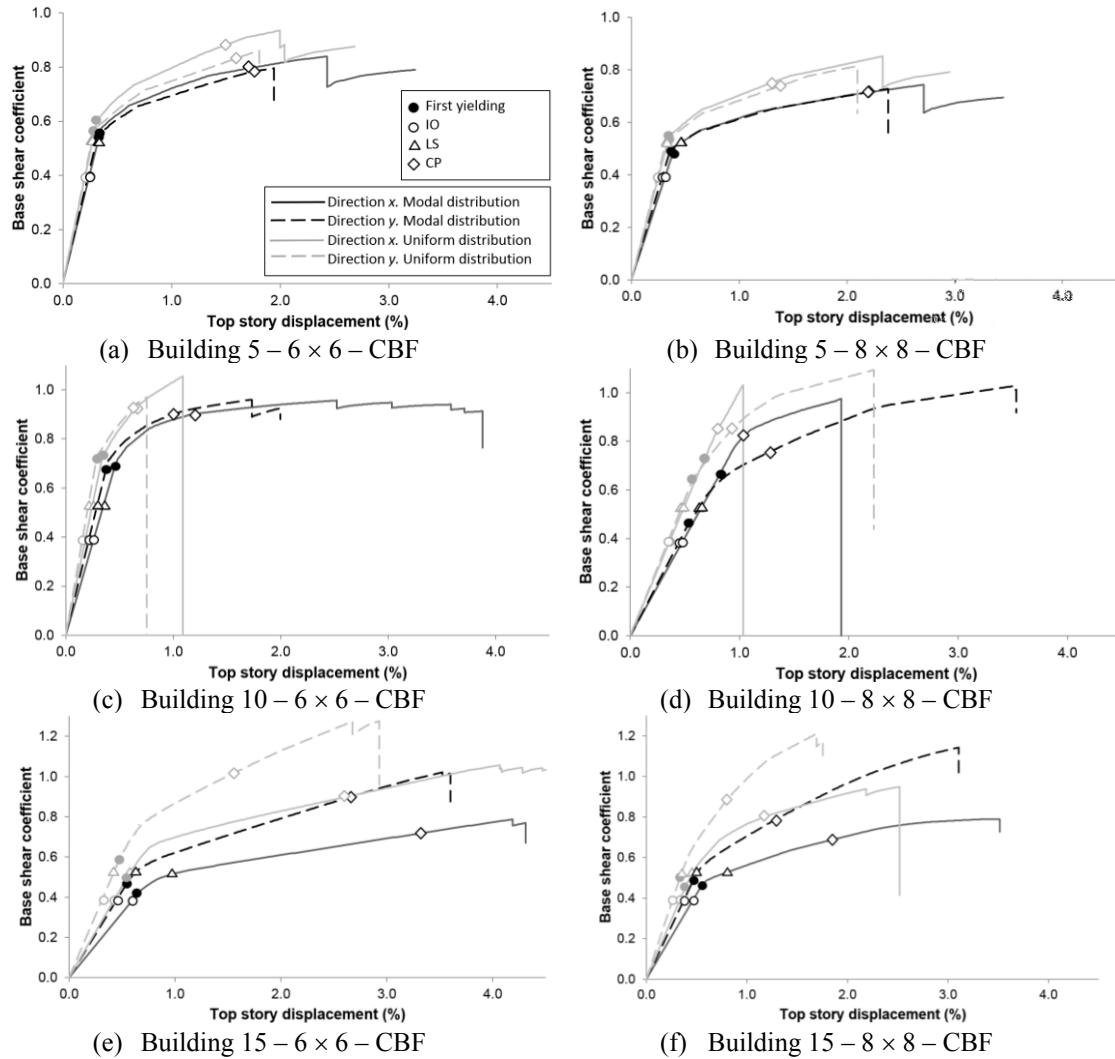 1.0
0.8
0.6
0.4
0.2
0.0
Base shear coefficient
First yielding
IO
LS
CP
Direction x. Modal distribution
Direction y. Modal distribution
Direction x. Uniform distribution
Direction y. Uniform distribution
0.0 1.0 2.0 3.0 4.0
Top story displacement (%)
(a) Building 5 – 6 × 6 – CBF
1.0
0.8
0.6
0.4
0.2
0.0
Base shear coefficient
0.0 1.0 2.0 3.0 4.0
Top story displacement (%)
(b) Building 5 – 8 × 8 – CBF
1.0
0.8
0.6
0.4
0.2
0.0
Base shear coefficient
0.0 1.0 2.0 3.0 4.0
Top story displacement (%)
(c) Building 10 – 6 × 6 – CBF
1.0
0.8
0.6
0.4
0.2
0.0
Base shear coefficient
0.0 1.0 2.0 3.0 4.0
Top story displacement (%)
(d) Building 10 – 8 × 8 – CBF
1.2
1.0
0.8
0.6
0.4
0.2
0.0
Base shear coefficient
0.0 1.0 2.0 3.0 4.0
Top story displacement (%)
(e) Building 15 – 6 × 6 – CBF
1.2
1.0
0.8
0.6
0.4
0.2
0.0
Base shear coefficient
0.0 1.0 2.0 3.0 4.0
Top story displacement (%)
(f) Building 15 – 8 × 8 – CBF